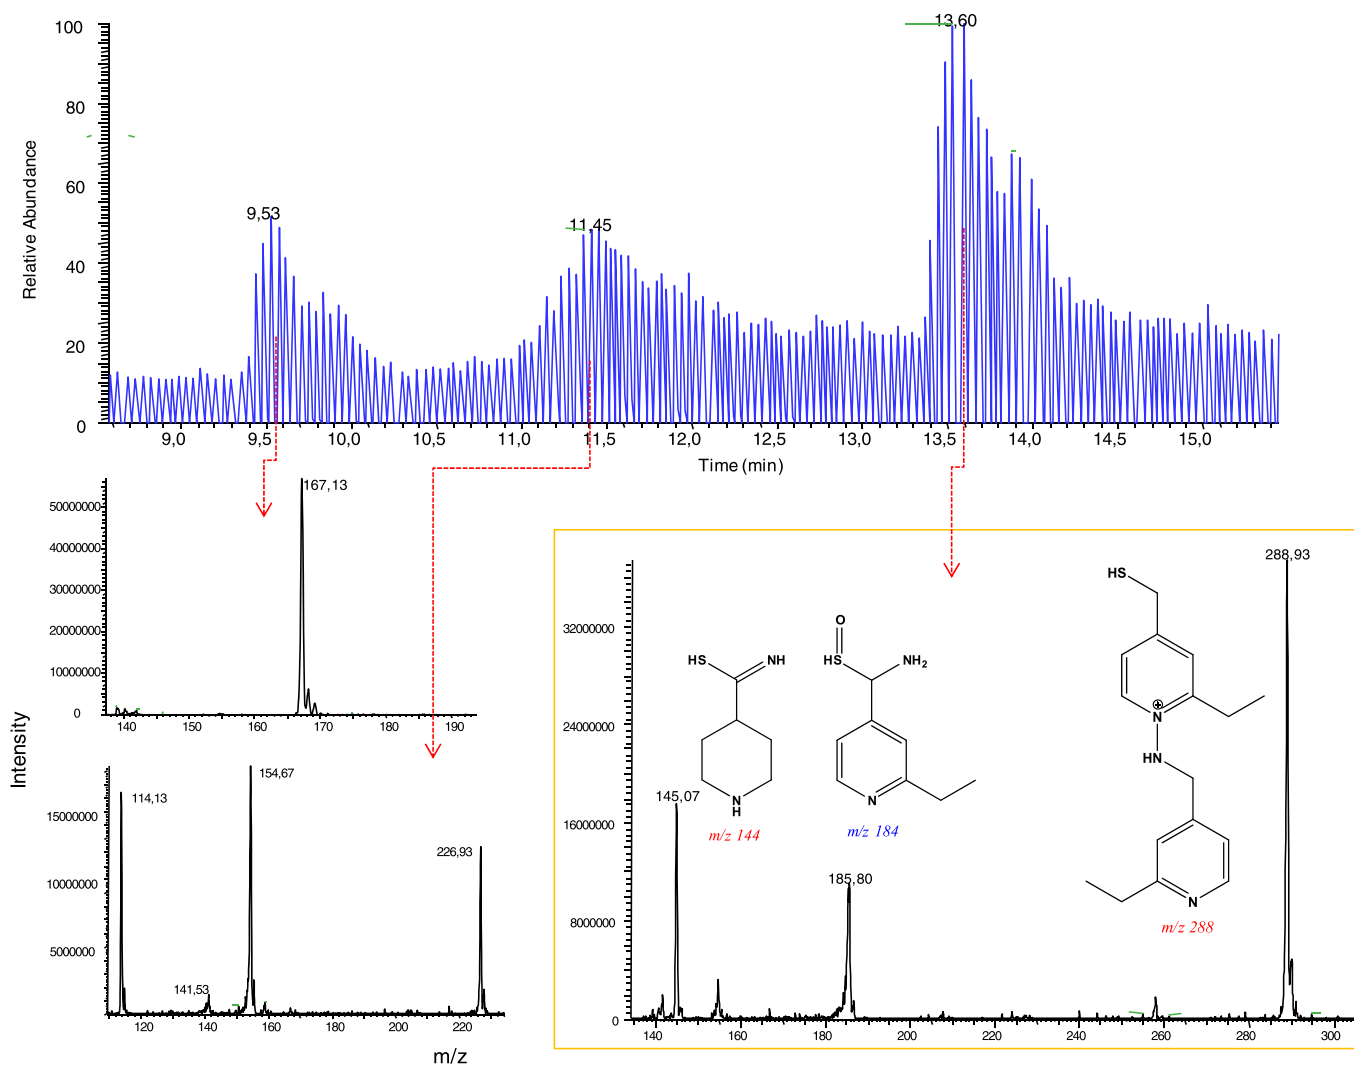 100
80
60
40
20
0
Relative Abundance
9,53
11,45
13,60
9,0 9,5 10,0 10,5 11,0 11,5 12,0 12,5 13,0 13,5 14,0 14,5 15,0
Time (min)
167,13
50000000
40000000
30000000
20000000
10000000
0
140 150 160 170 180 190
Intensity
114,13
154,67
141,53
226,93
15000000
10000000
5000000
120 140 160 180 200 220
m/z
288,93
32000000
24000000
16000000
8000000
0
145,07
185,80
HS NH
N
H
m/z 144
O
HS NH2
N
m/z 184
HS
N
HN
N
m/z 288
140 160 180 200 220 240 260 280 300